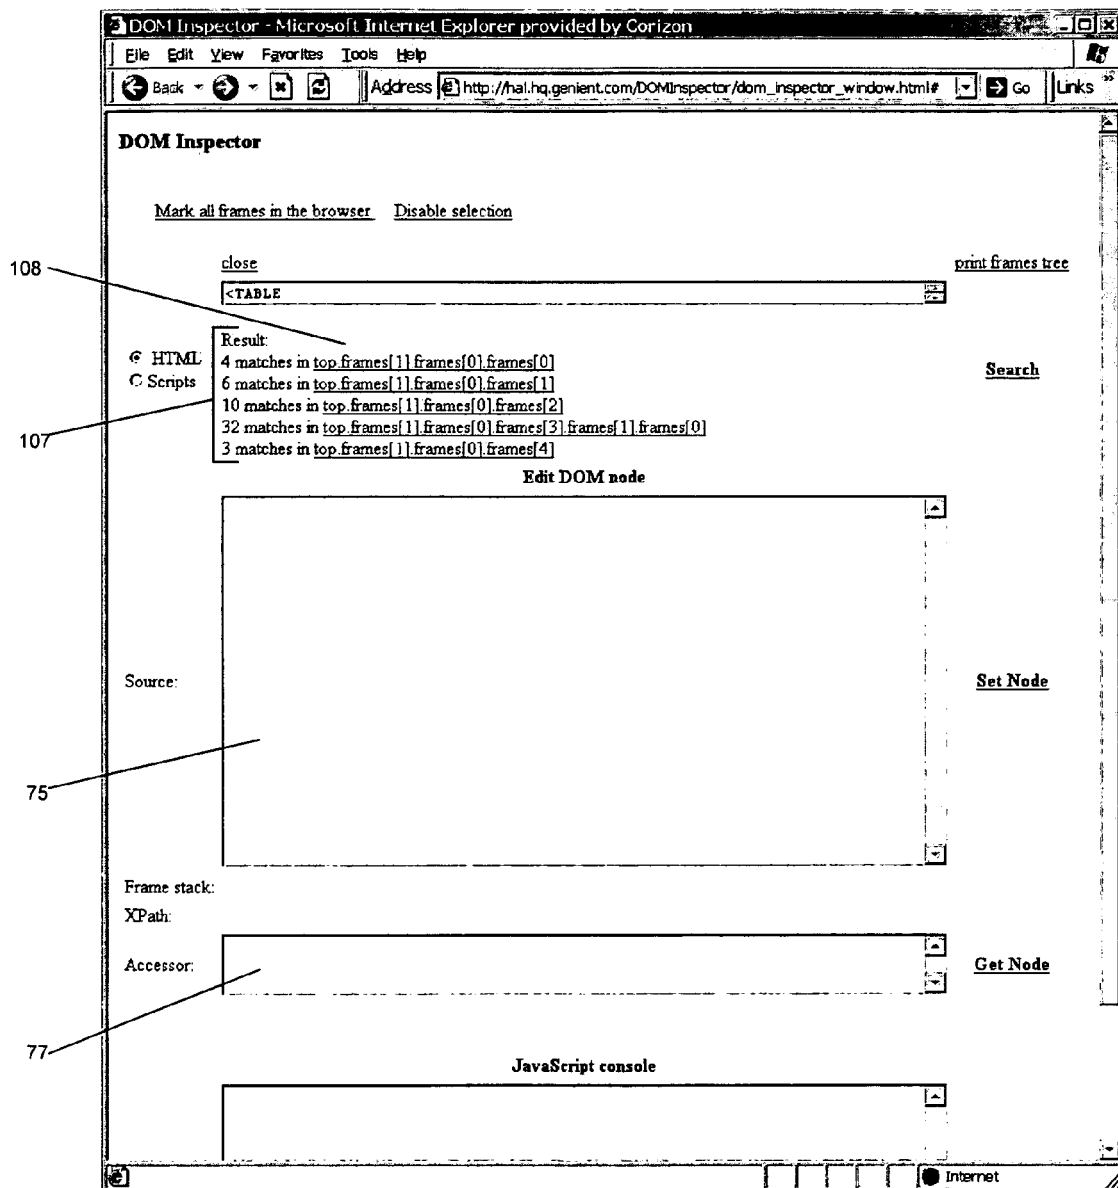 DOM Inspector - Microsoft Internet Explorer provided by Corizon
File Edit View Favorites Tools Help
Back Address http://hal.hq.genient.com/DOMInspector/dom_inspector_window.html# Go Links »
DOM Inspector
Mark all frames in the browser Disable selection
108
close print frames tree
<TABLE
Result:
HTML
4 matches in top.frames[1].frames[0].frames[0]
Search
Scripts
6 matches in top.frames[1].frames[0].frames[1]
10 matches in top.frames[1].frames[0].frames[2]
107
32 matches in top.frames[1].frames[0].frames[3].frames[1].frames[0]
3 matches in top.frames[1].frames[0].frames[4]
Edit DOM node
Source: Set Node
75
Frame stack:
XPath:
Accessor: Get Node
77
JavaScript console
Internet